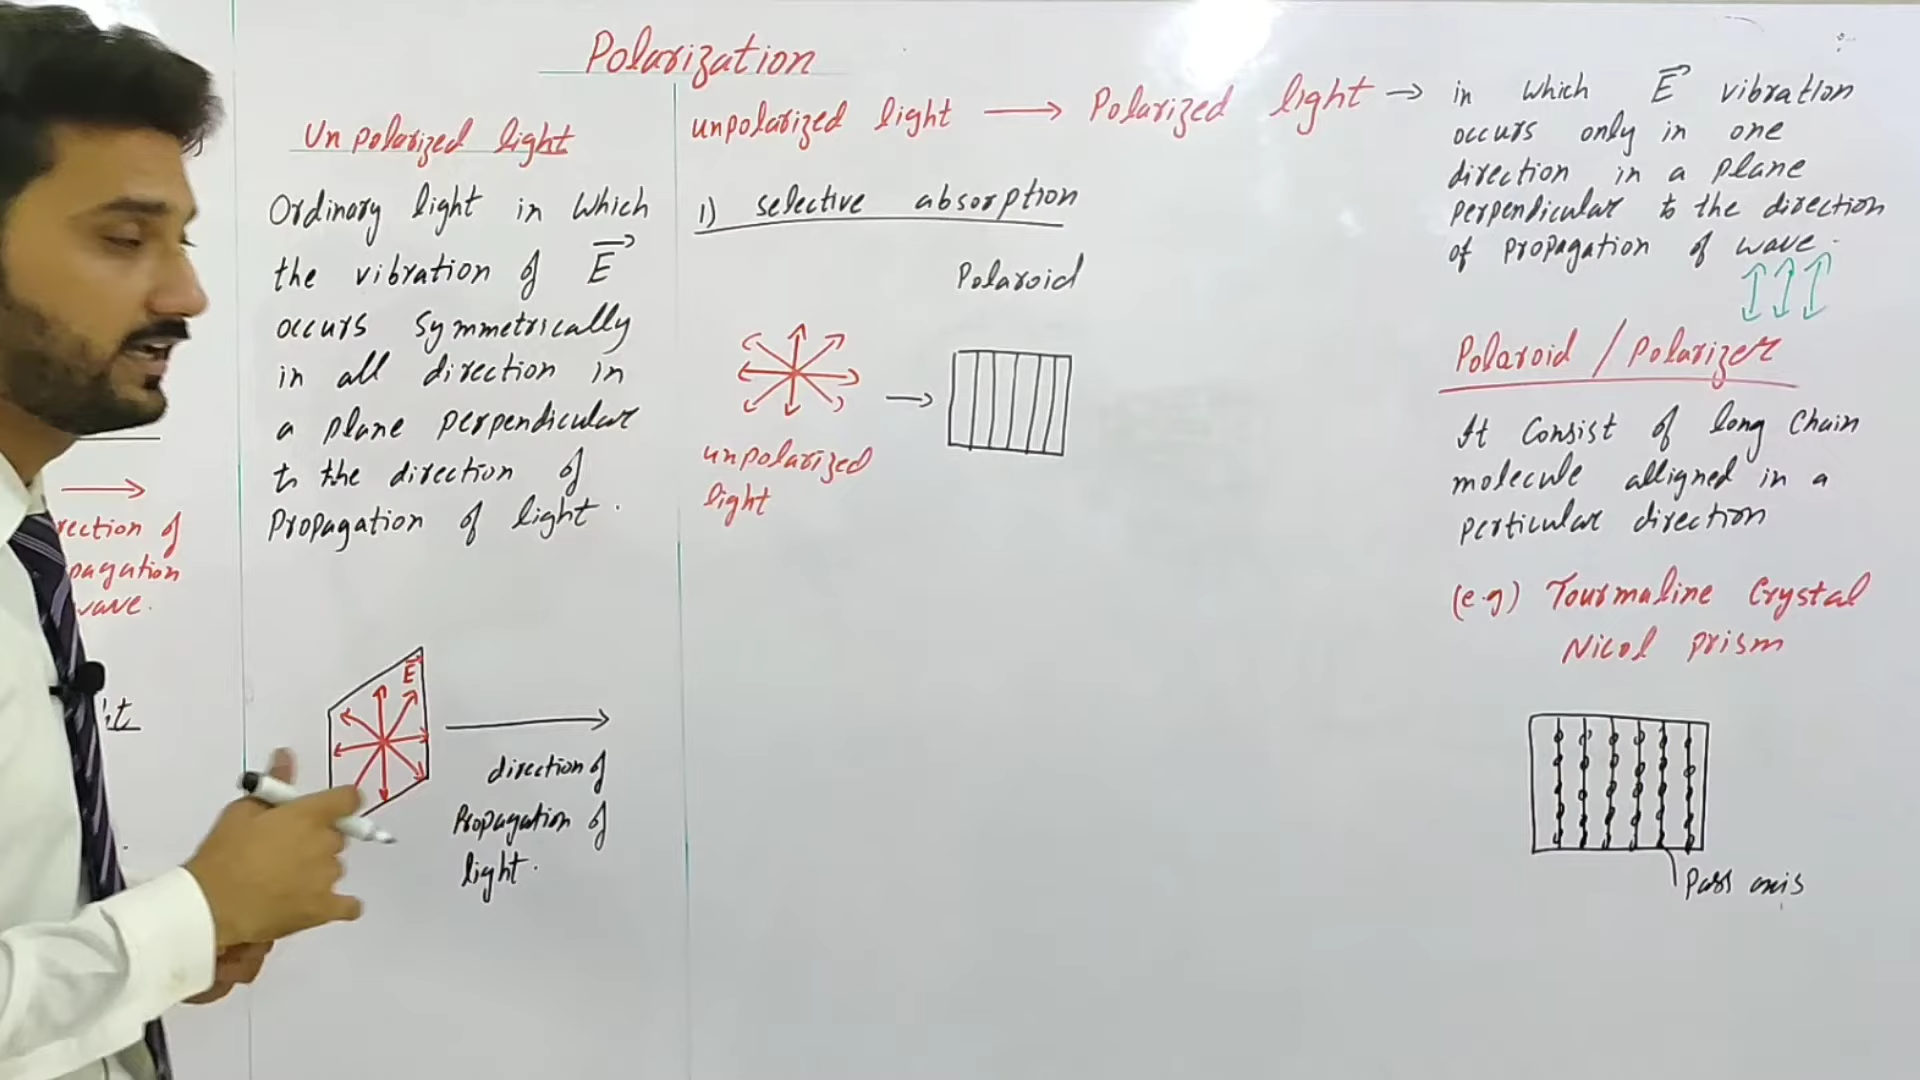 Polarization
rection of
pagation
wave.
Un polarized light
Ordinary light in which
the vibration of E
occurs symmetrically
in all direction in
a plane perpendicular
to the direction of
Propagation of light.
E
direction of
Propagation of
light.
unpolarized light → Polarized light →
1) selective absorption
Polaroid
→
unpolarized
light
in which E vibration
occurs only in one
direction in a plane
perpendicular to the direction
of propagation of wave.
Polaroid / Polarizer
It Consist of long Chain
molecule alligned in a
perticular direction
(e.g) Tourmaline Crystal
Nicol prism
Pass axis